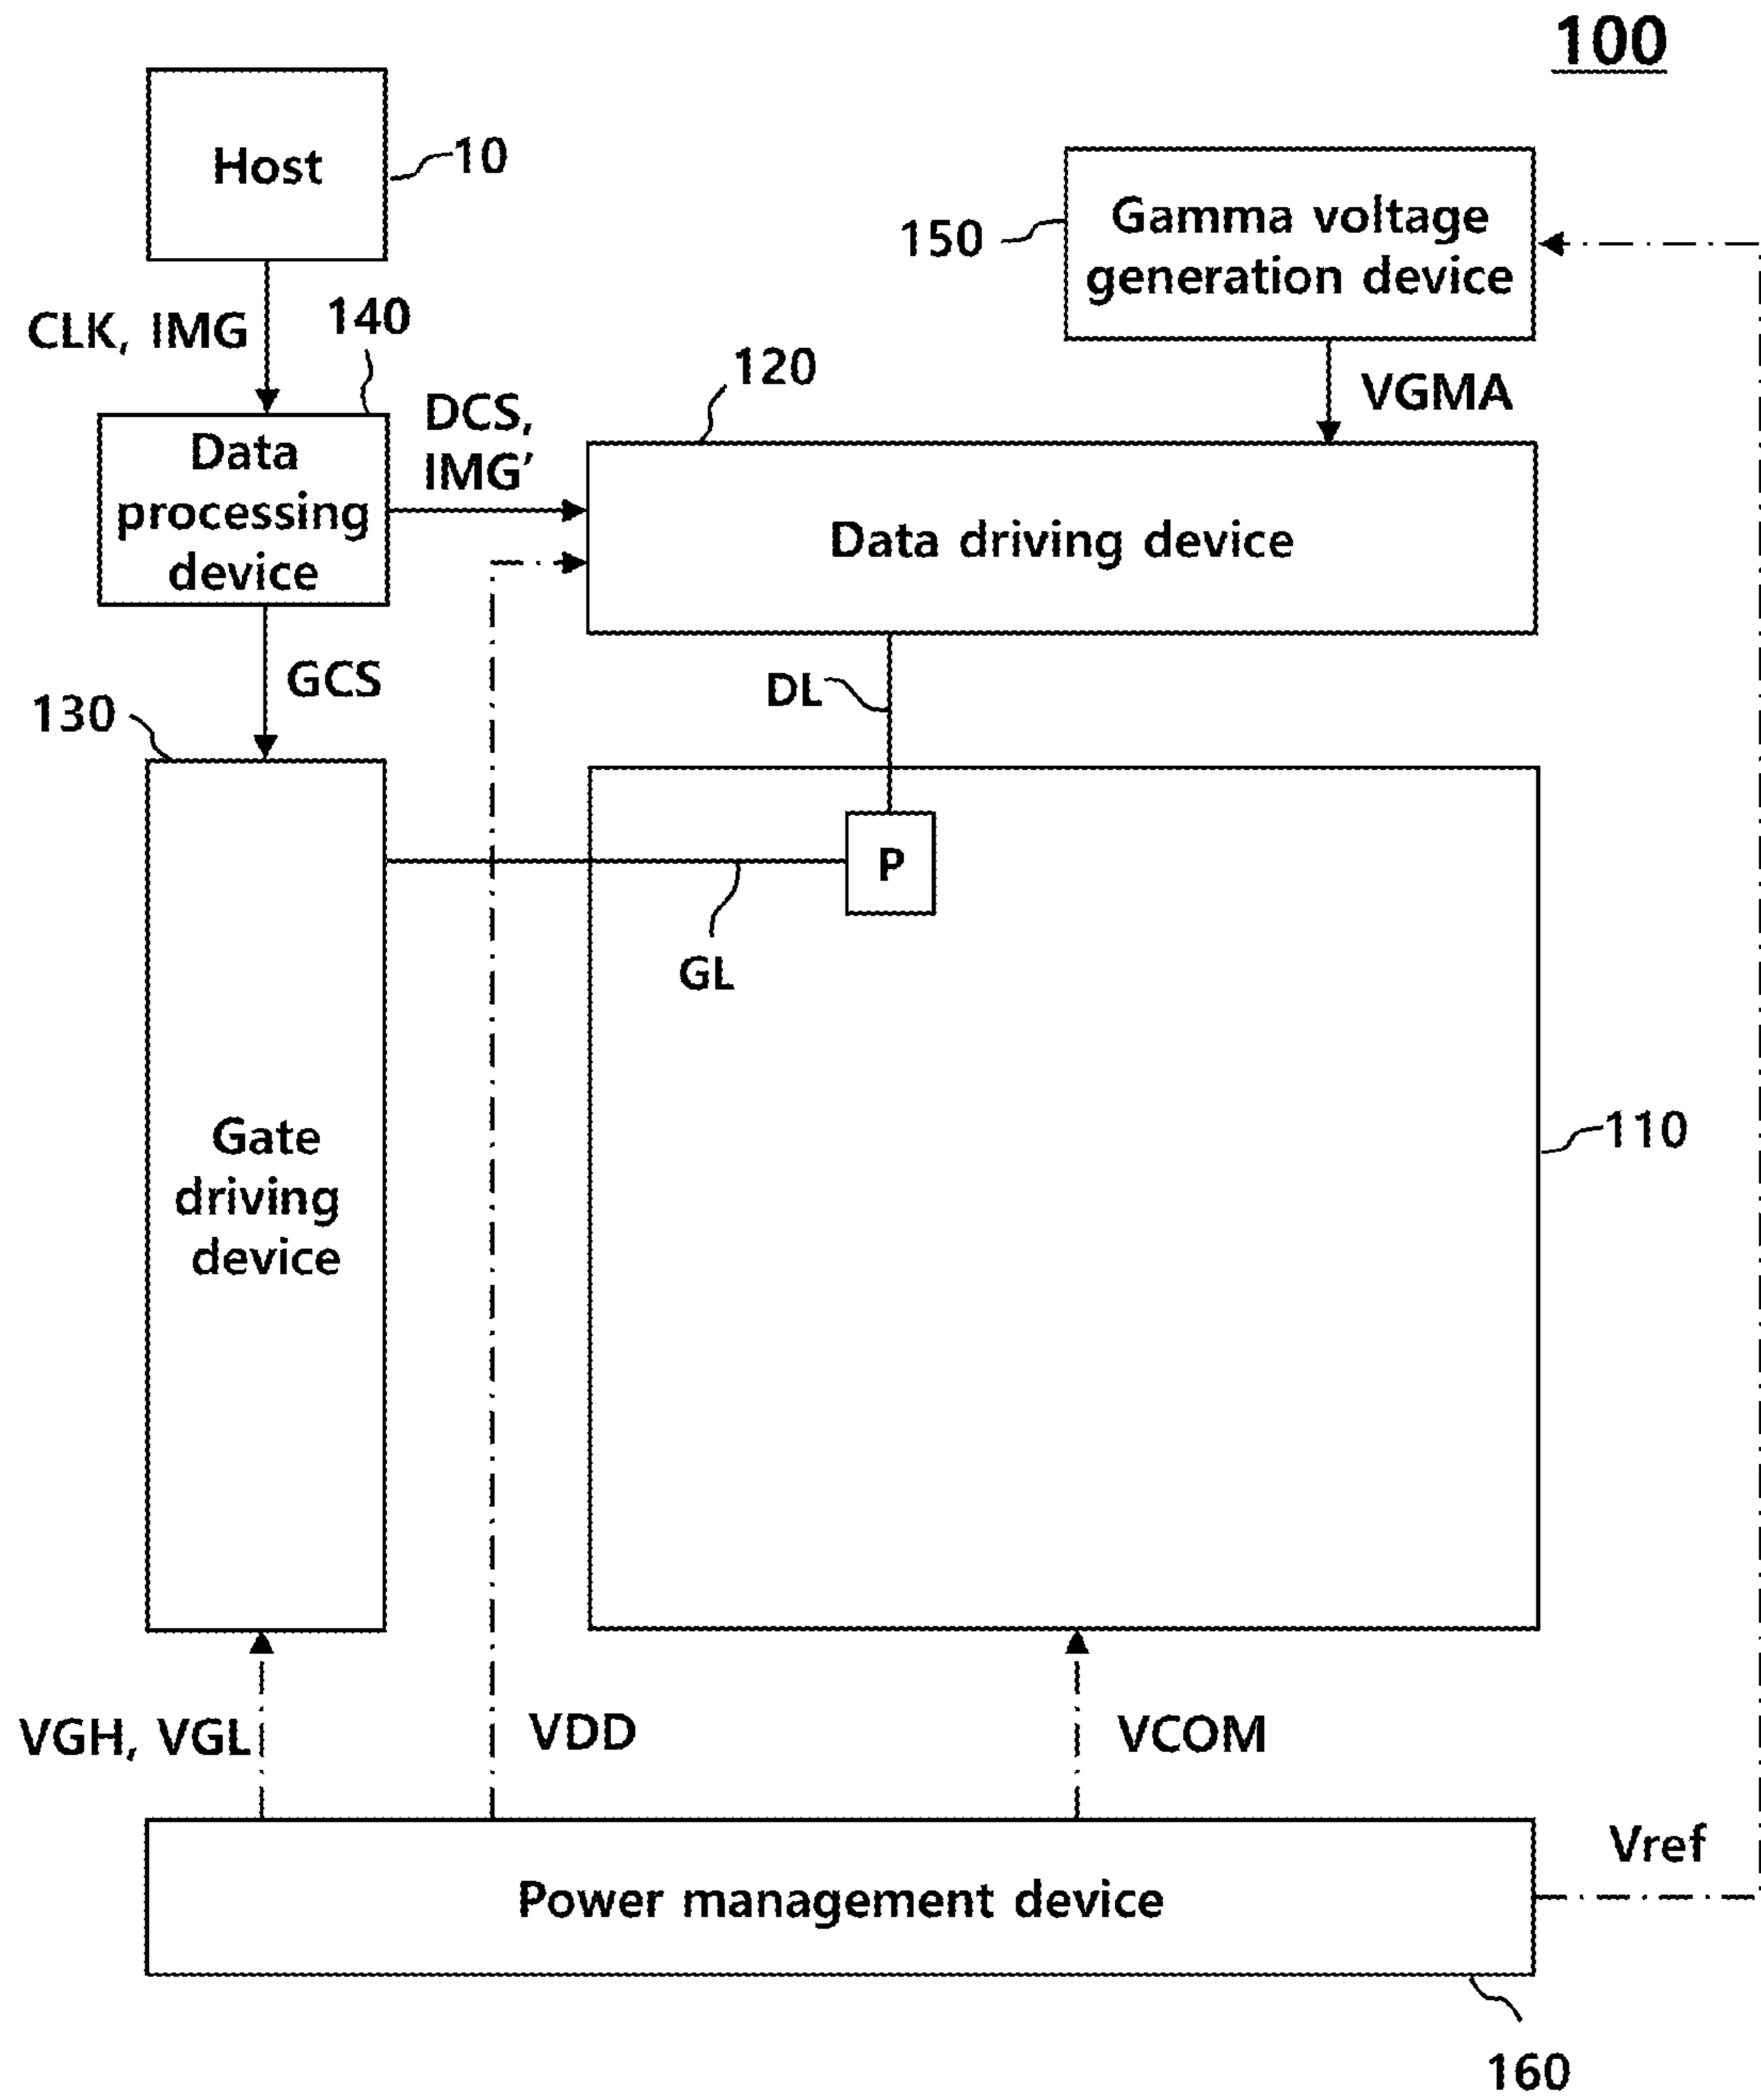 100
Host
10
Gamma voltage
generation device
150
CLK, IMG
140
120
VGMA
DCS,
IMG’
Data
processing
device
Data driving device
GCS
DL
130
P
GL
110
Gate
driving
device
VGH, VGL
VDD
VCOM
Vref
Power management device
160